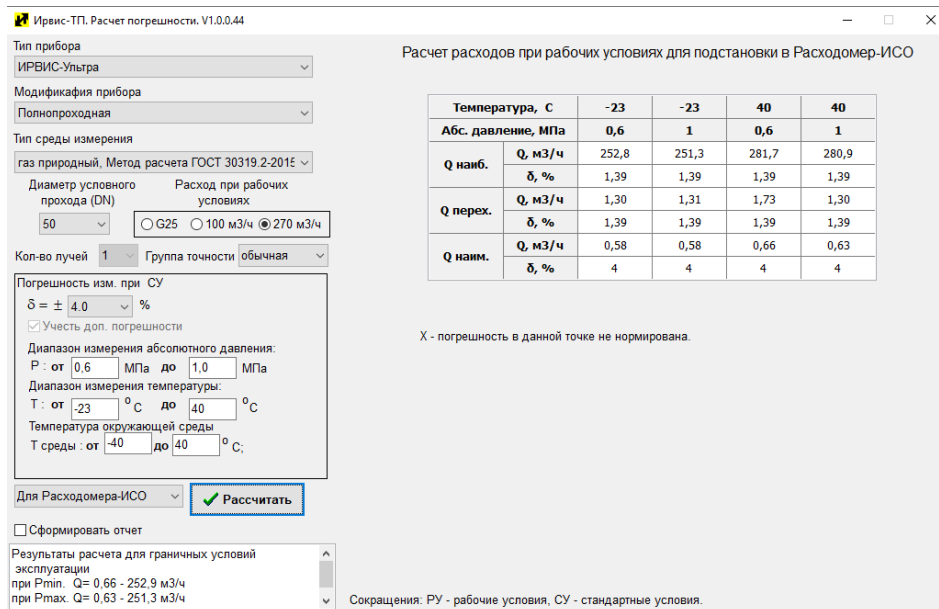 Ирвис-ТП. Расчет погрешности. V1.0.0.44
Тип прибора
ИРВИС-Ультра
Модификафия прибора
Полнопроходная
Тип среды измерения
газ природный, Метод расчета ГОСТ 30319.2-2015
Диаметр условного прохода (DN)
Расход при рабочих условиях
50
G25 100 м3/ч 270 м3/ч
Кол-во лучей 1 Группа точности обычная
Погрешность изм. при СУ
δ = ± 4.0 %
Учесть доп. погрешности
Диапазон измерения абсолютного давления:
P : от 0,6 МПа до 1,0 МПа
Диапазон измерения температуры:
T : от -23 °C до 40 °C
Температура окружающей среды
T среды : от -40 до 40 °C;
Для Расходомера-ИСО Рассчитать
Сформировать отчет
Результаты расчета для граничных условий
эксплуатации
при Pmin. Q= 0,66 - 252,9 м3/ч
при Pmax. Q= 0,63 - 251,3 м3/ч
Расчет расходов при рабочих условиях для подстановки в Расходомер-ИСО
Температура, С -23 -23 40 40
Абс. давление, МПа 0,6 1 0,6 1
Q наиб. Q, м3/ч 252,8 251,3 281,7 280,9
δ, % 1,39 1,39 1,39 1,39
Q перех. Q, м3/ч 1,30 1,31 1,73 1,30
δ, % 1,39 1,39 1,39 1,39
Q наим. Q, м3/ч 0,58 0,58 0,66 0,63
δ, % 4 4 4 4
X - погрешность в данной точке не нормирована.
Сокращения: РУ - рабочие условия, СУ - стандартные условия.